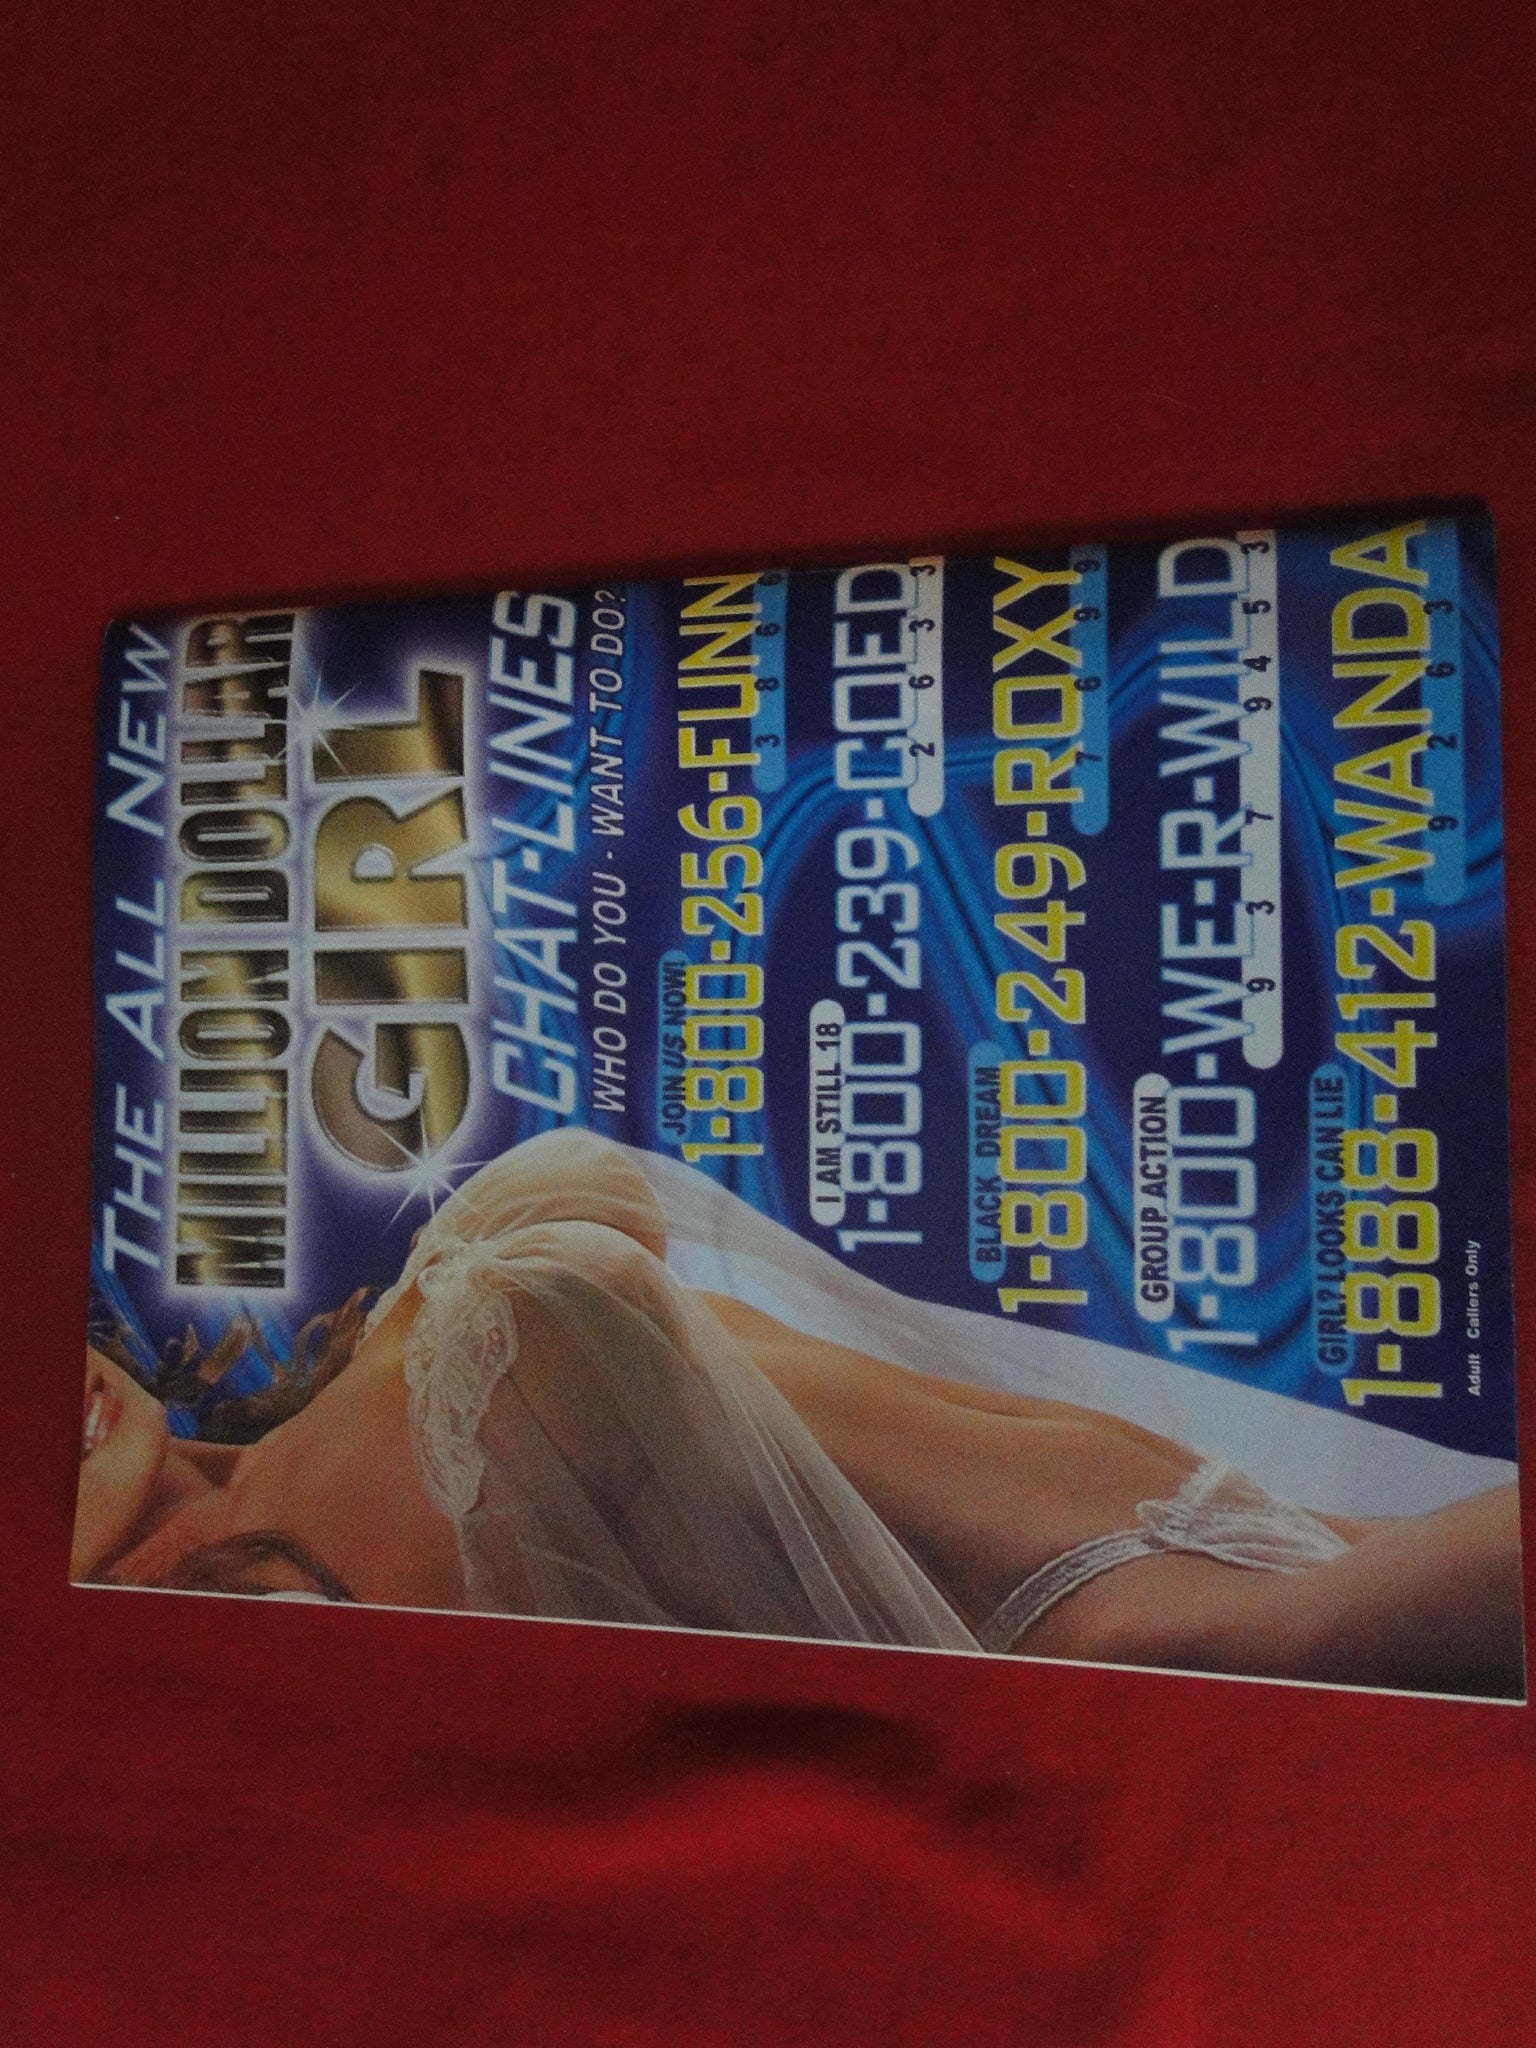 THE ALL NEW
MILLION DOLLAR
GIRL
CHAT-LINES
WHO DO YOU - WANT TO DO?
JOIN US NOW!
1-800-256-FUNN
3 8 6 6
I AM STILL 18
1-800-239-COED
2 6 3 3
BLACK DREAM
1-800-249-ROXY
7 6 9 9
GROUP ACTION
1-800-WE-R-WILD
9 3 7 9 4 5 3
GIRL? LOOKS CAN LIE
1-888-412-WANDA
9 2 6 3
Adult Callers Only